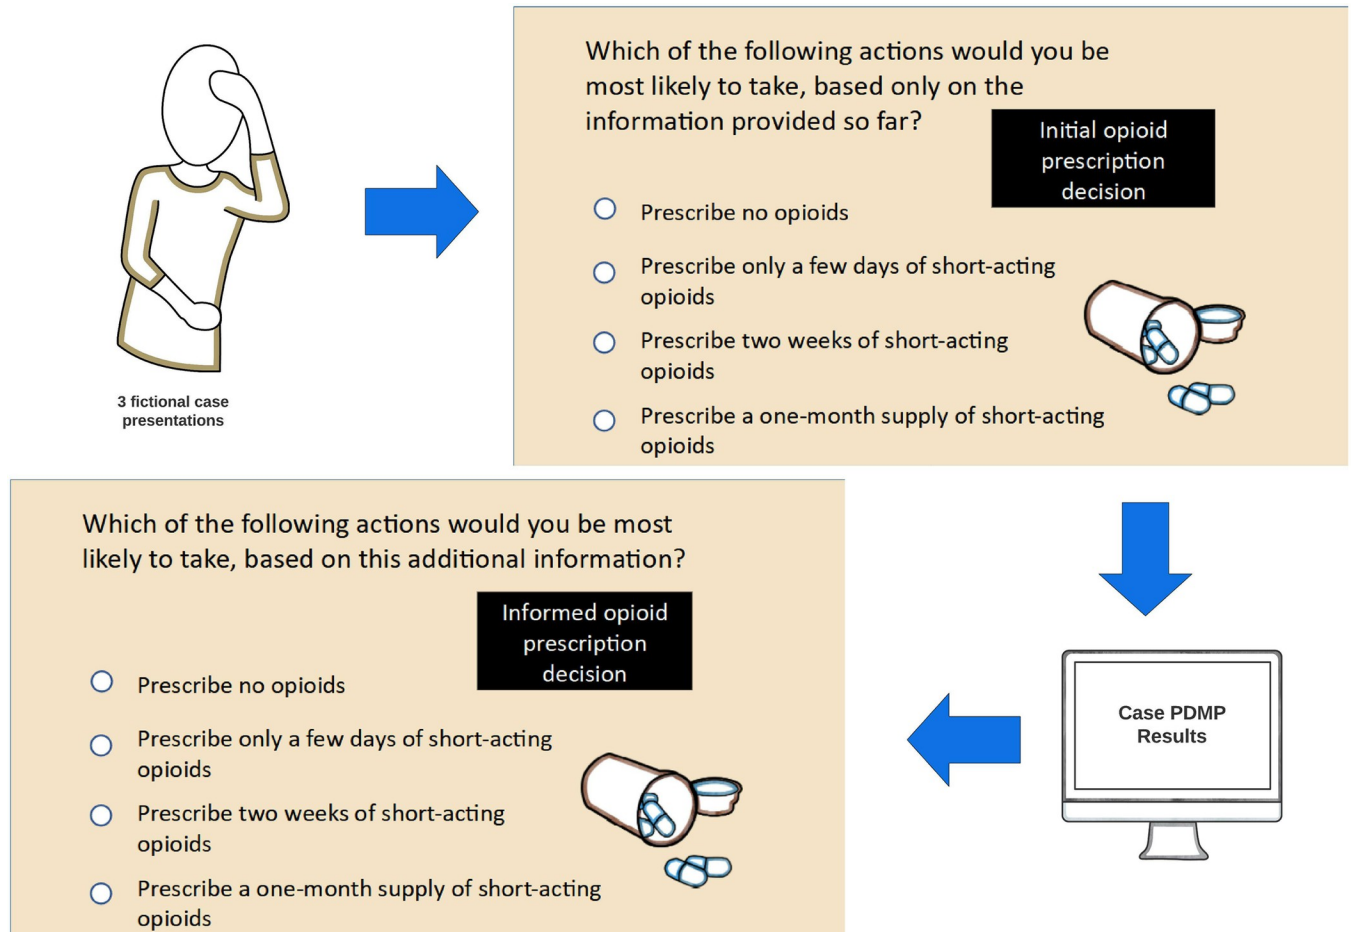 3 fictional case
presentations
Which of the following actions would you be
most likely to take, based only on the
information provided so far?
Initial opioid
prescription
decision
Prescribe no opioids
Prescribe only a few days of short-acting
opioids
Prescribe two weeks of short-acting
opioids
Prescribe a one-month supply of short-acting
opioids
Case PDMP
Results
Which of the following actions would you be most
likely to take, based on this additional information?
Informed opioid
prescription
decision
Prescribe no opioids
Prescribe only a few days of short-acting
opioids
Prescribe two weeks of short-acting
opioids
Prescribe a one-month supply of short-acting
opioids